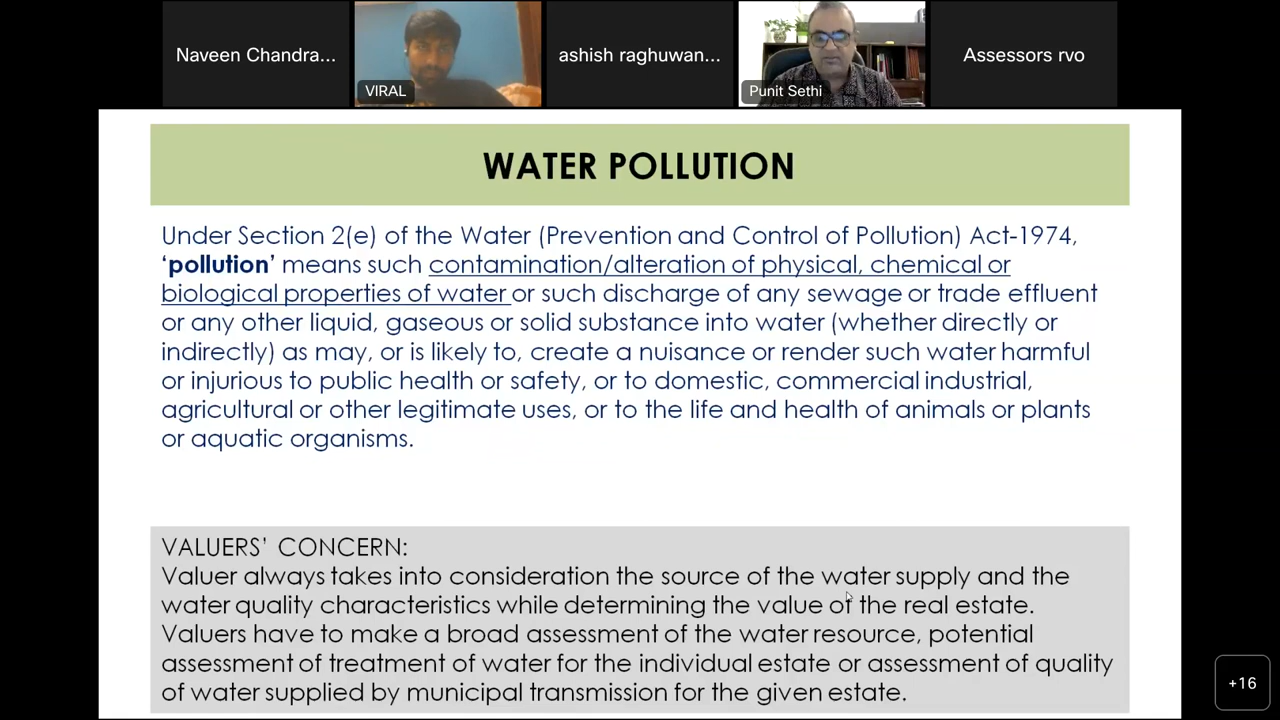 Naveen Chandra...
VIRAL
ashish raghuwan...
Punit Sethi
Assessors rvo
WATER POLLUTION
Under Section 2(e) of the Water (Prevention and Control of Pollution) Act-1974,
‘pollution’ means such contamination/alteration of physical, chemical or
biological properties of water or such discharge of any sewage or trade effluent
or any other liquid, gaseous or solid substance into water (whether directly or
indirectly) as may, or is likely to, create a nuisance or render such water harmful
or injurious to public health or safety, or to domestic, commercial industrial,
agricultural or other legitimate uses, or to the life and health of animals or plants
or aquatic organisms.
VALUERS’ CONCERN:
Valuer always takes into consideration the source of the water supply and the
water quality characteristics while determining the value of the real estate.
Valuers have to make a broad assessment of the water resource, potential
assessment of treatment of water for the individual estate or assessment of quality
of water supplied by municipal transmission for the given estate.
+16